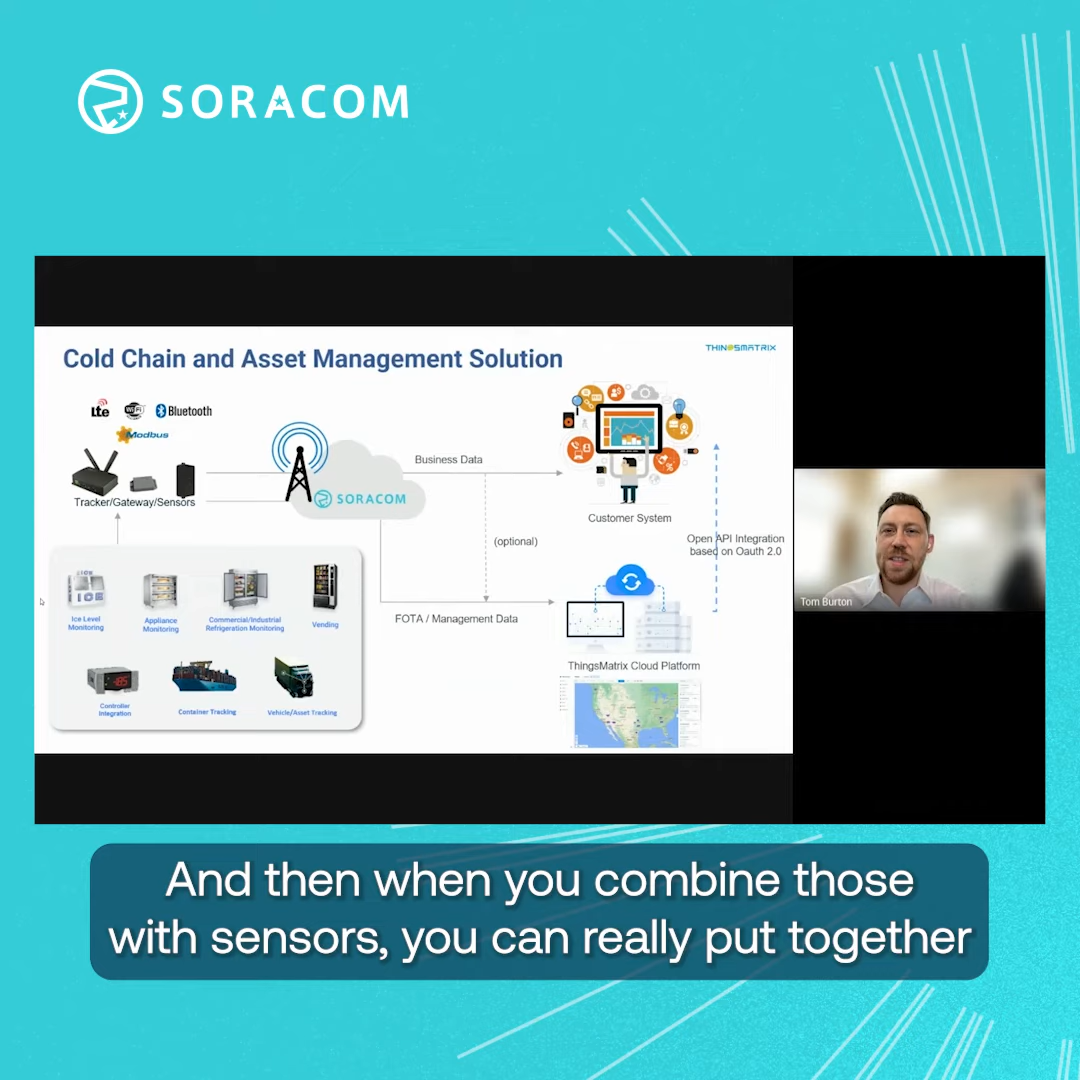 SORACOM
Cold Chain and Asset Management Solution
THINGSMATRIX
LTE
WiFi
Bluetooth
Modbus
Tracker/Gateway/Sensors
SORACOM
Business Data
(optional)
FOTA / Management Data
Customer System
Open API Integration
based on Oauth 2.0
ThingsMatrix Cloud Platform
ICE
Ice Level
Monitoring
Appliance
Monitoring
Commercial/Industrial
Refrigeration Monitoring
Vending
Controller
Integration
Container Tracking
Vehicle/Asset Tracking
Tom Burton
And then when you combine those
with sensors, you can really put together